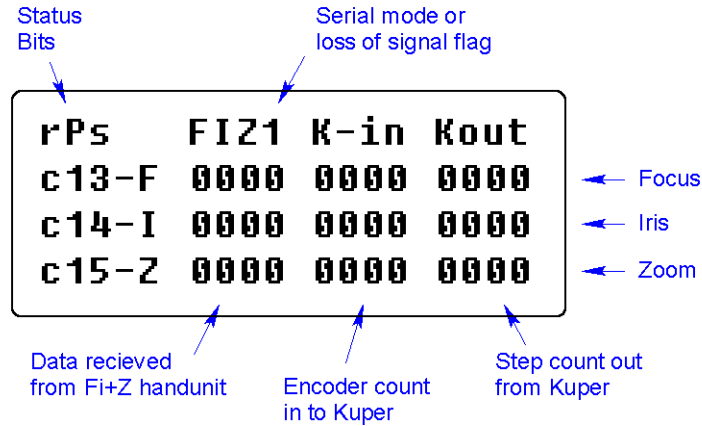 Status
Bits
Serial mode or
loss of signal flag
rPs FIZ1 K-in Kout
c13-F 0000 0000 0000
Focus
c14-I 0000 0000 0000
Iris
c15-Z 0000 0000 0000
Zoom
Data recieved
from Fi+Z handunit
Encoder count
in to Kuper
Step count out
from Kuper